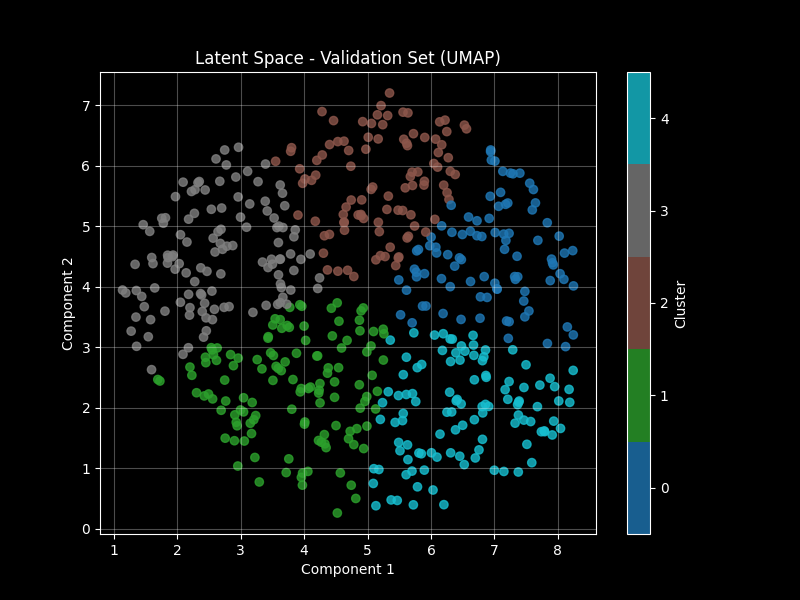 Latent Space - Validation Set (UMAP)
7
6
5
4
3
2
1
0
Component 2
1 2 3 4 5 6 7 8
Component 1
4
3
2
1
0
Cluster